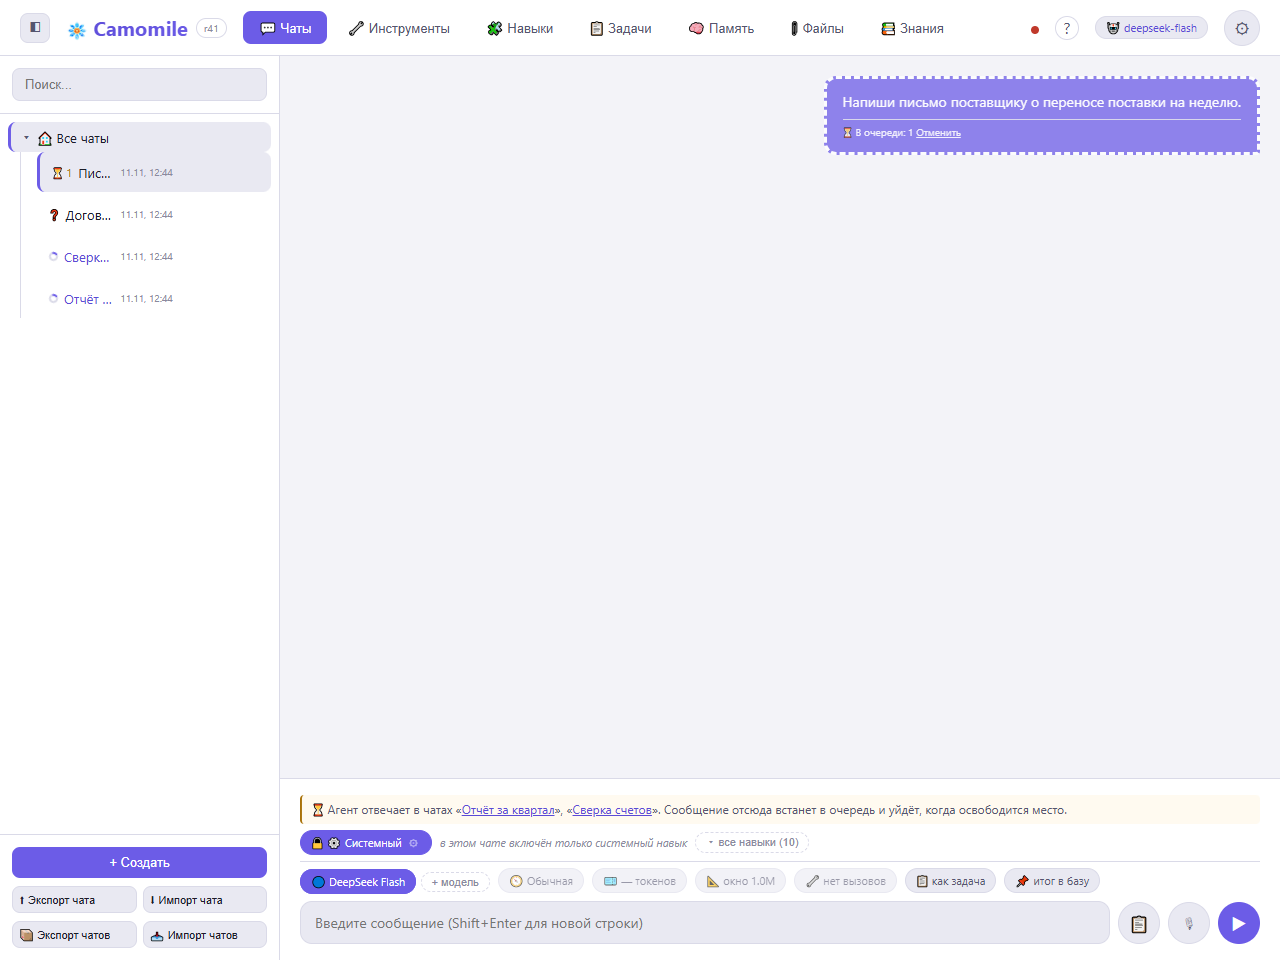 Camomile r41 Чаты Инструменты Навыки Задачи Память Файлы Знания ? deepseek-flash
Поиск...
Все чаты
1 Пис... 11.11, 12:44
Догов... 11.11, 12:44
Сверк... 11.11, 12:44
Отчёт ... 11.11, 12:44
+ Создать
Экспорт чата Импорт чата
Экспорт чатов Импорт чатов
Напиши письмо поставщику о переносе поставки на неделю.
В очереди: 1 Отменить
Агент отвечает в чатах «Отчёт за квартал», «Сверка счетов». Сообщение отсюда встанет в очередь и уйдёт, когда освободится место.
Системный в этом чате включён только системный навык все навыки (10)
DeepSeek Flash + модель Обычная — токенов окно 1.0M нет вызовов как задача итог в базу
Введите сообщение (Shift+Enter для новой строки)